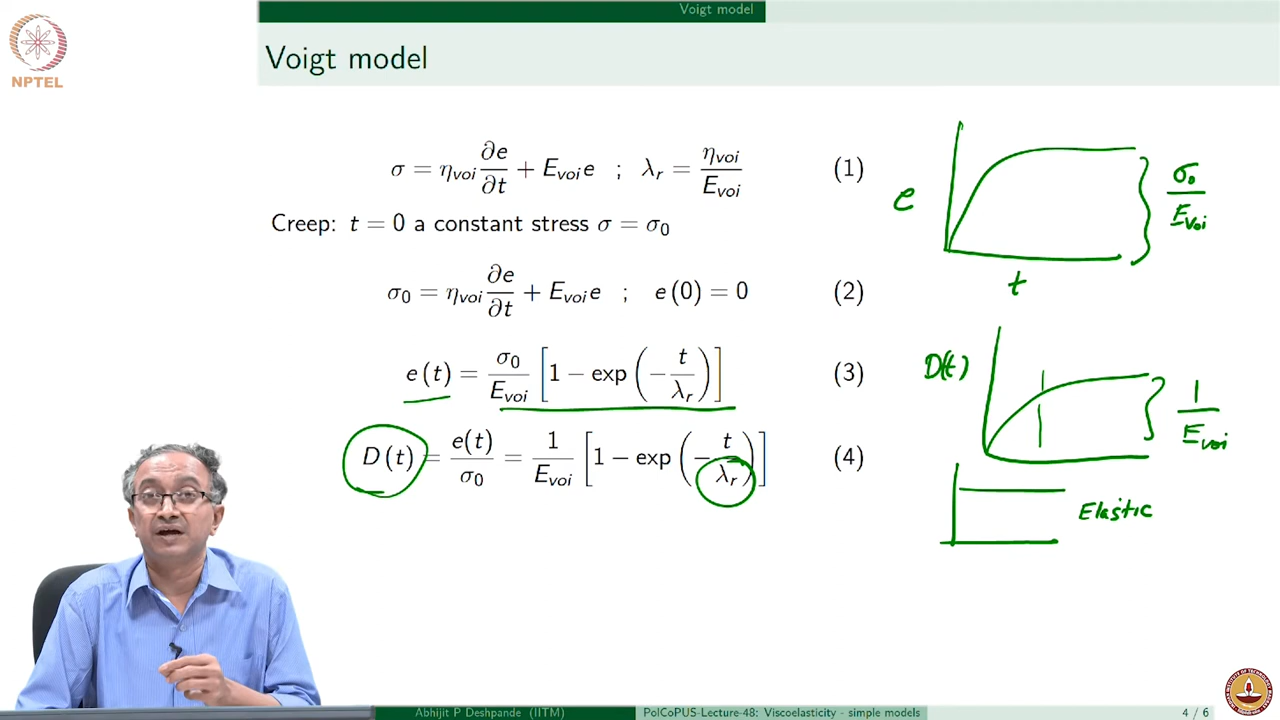 Voigt model
NPTEL
Voigt model
σ = η_voi ∂e/∂t + E_voi e ; λ_r = η_voi/E_voi (1)
Creep: t = 0 a constant stress σ = σ_0
σ_0 = η_voi ∂e/∂t + E_voi e ; e(0) = 0 (2)
e(t) = σ_0/E_voi [1 − exp(−t/λ_r)] (3)
D(t) = e(t)/σ_0 = 1/E_voi [1 − exp(−t/λ_r)] (4)
e
t
σ_0/E_voi
D(t)
1/E_voi
Elastic
Abhijit P Deshpande (IITM)
PolCoPUS-Lecture-48: Viscoelasticity - simple models
4 / 6